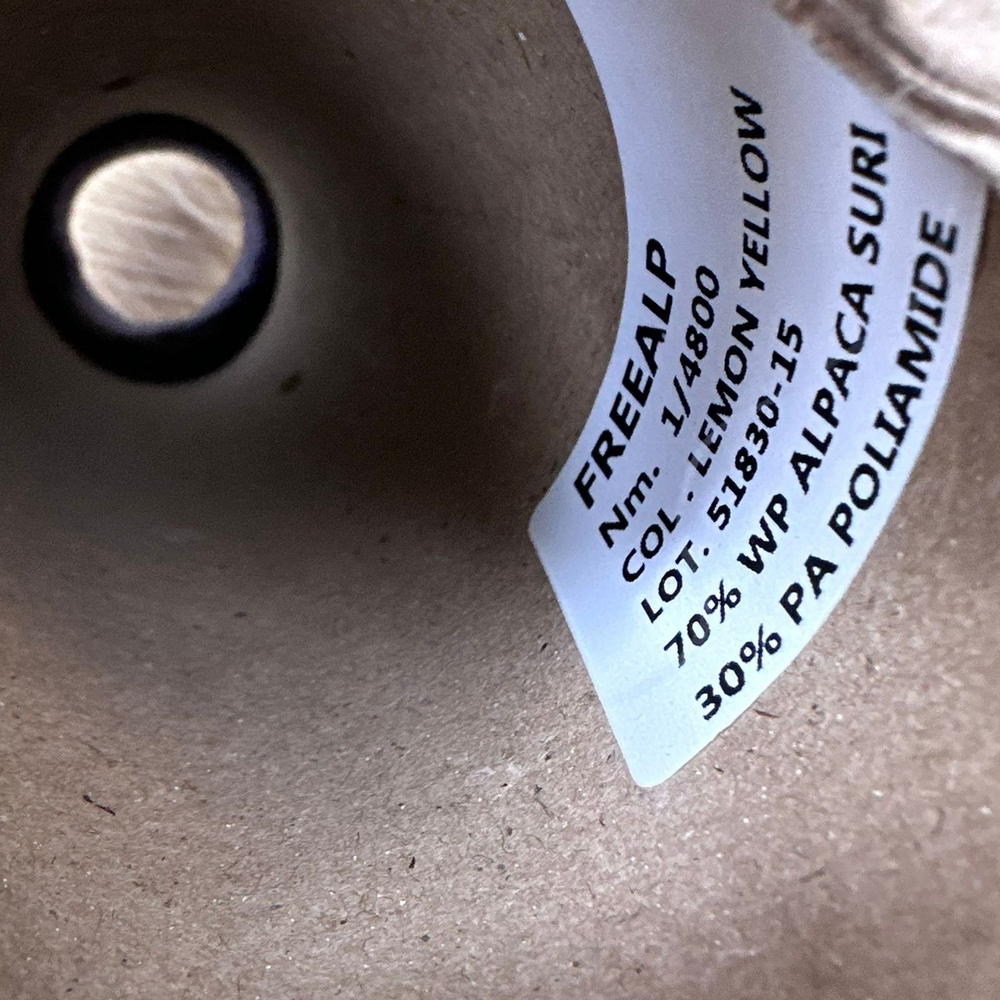 FREEALP
Nm. 1/4800
COL . LEMON YELLOW
LOT. 51830-15
70% WP ALPACA SURI
30% PA POLIAMIDE